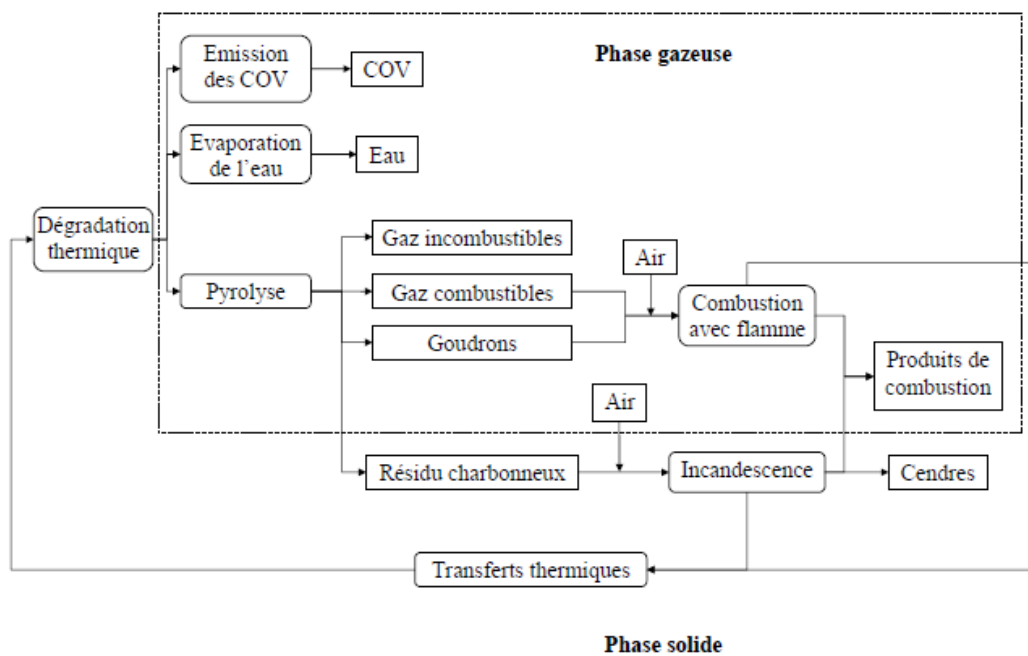 Emission
des COV
COV
Phase gazeuse
Evaporation
de l'eau
Eau
Dégradation
thermique
Pyrolyse
Gaz incombustibles
Gaz combustibles
Goudrons
Air
Combustion
avec flamme
Produits de
combustion
Air
Résidu charbonneux
Incandescence
Cendres
Transferts thermiques
Phase solide